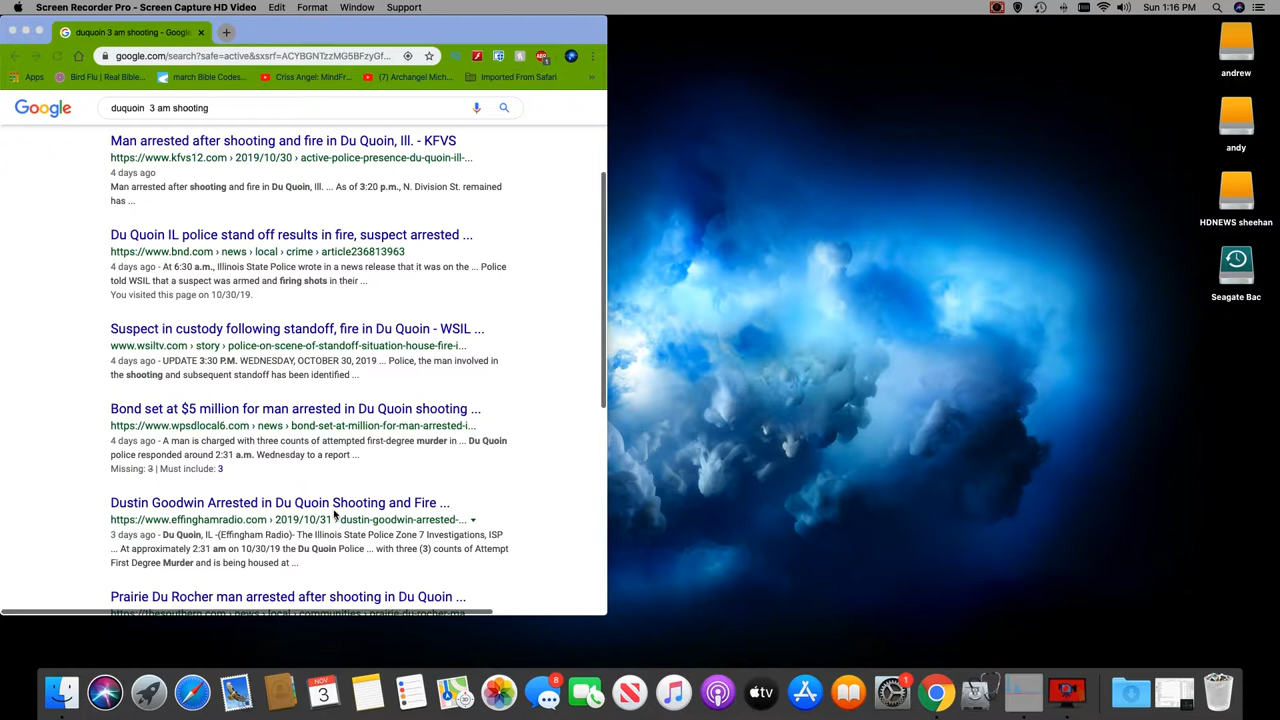 Screen Recorder Pro - Screen Capture HD Video Edit Format Window Support Sun 1:16 PM
duquoin 3 am shooting - Google
google.com/search?safe=active&sxsrf=ACYBGNTzzMG5BFzyGf...
Apps Bird Flu | Real Bible... march Bible Codes... Criss Angel: MindFr... (7) Archangel Mich... Imported From Safari »
Google duquoin 3 am shooting
Man arrested after shooting and fire in Du Quoin, Ill. - KFVS
https://www.kfvs12.com › 2019/10/30 › active-police-presence-du-quoin-ill-...
4 days ago
Man arrested after shooting and fire in Du Quoin, Ill. ... As of 3:20 p.m., N. Division St. remained
has ...
Du Quoin IL police stand off results in fire, suspect arrested ...
https://www.bnd.com › news › local › crime › article236813963
4 days ago - At 6:30 a.m., Illinois State Police wrote in a news release that it was on the ... Police
told WSIL that a suspect was armed and firing shots in their ...
You visited this page on 10/30/19.
Suspect in custody following standoff, fire in Du Quoin - WSIL ...
www.wsiltv.com › story › police-on-scene-of-standoff-situation-house-fire-i...
4 days ago - UPDATE 3:30 P.M. WEDNESDAY, OCTOBER 30, 2019 ... Police, the man involved in
the shooting and subsequent standoff has been identified ...
Bond set at $5 million for man arrested in Du Quoin shooting ...
https://www.wpsdlocal6.com › news › bond-set-at-million-for-man-arrested-i...
4 days ago - A man is charged with three counts of attempted first-degree murder in ... Du Quoin
police responded around 2:31 a.m. Wednesday to a report ...
Missing: 3 | Must include: 3
Dustin Goodwin Arrested in Du Quoin Shooting and Fire ...
https://www.effinghamradio.com › 2019/10/31 › dustin-goodwin-arrested-...
3 days ago - Du Quoin, IL -(Effingham Radio)- The Illinois State Police Zone 7 Investigations, ISP
... At approximately 2:31 am on 10/30/19 the Du Quoin Police ... with three (3) counts of Attempt
First Degree Murder and is being housed at ...
Prairie Du Rocher man arrested after shooting in Du Quoin ...
https://thesouthern.com › news › local › communities › prairie-du-rocher-ma...
andrew
andy
HDNEWS sheehan
Seagate Bac
NOV
3
8
tv
1